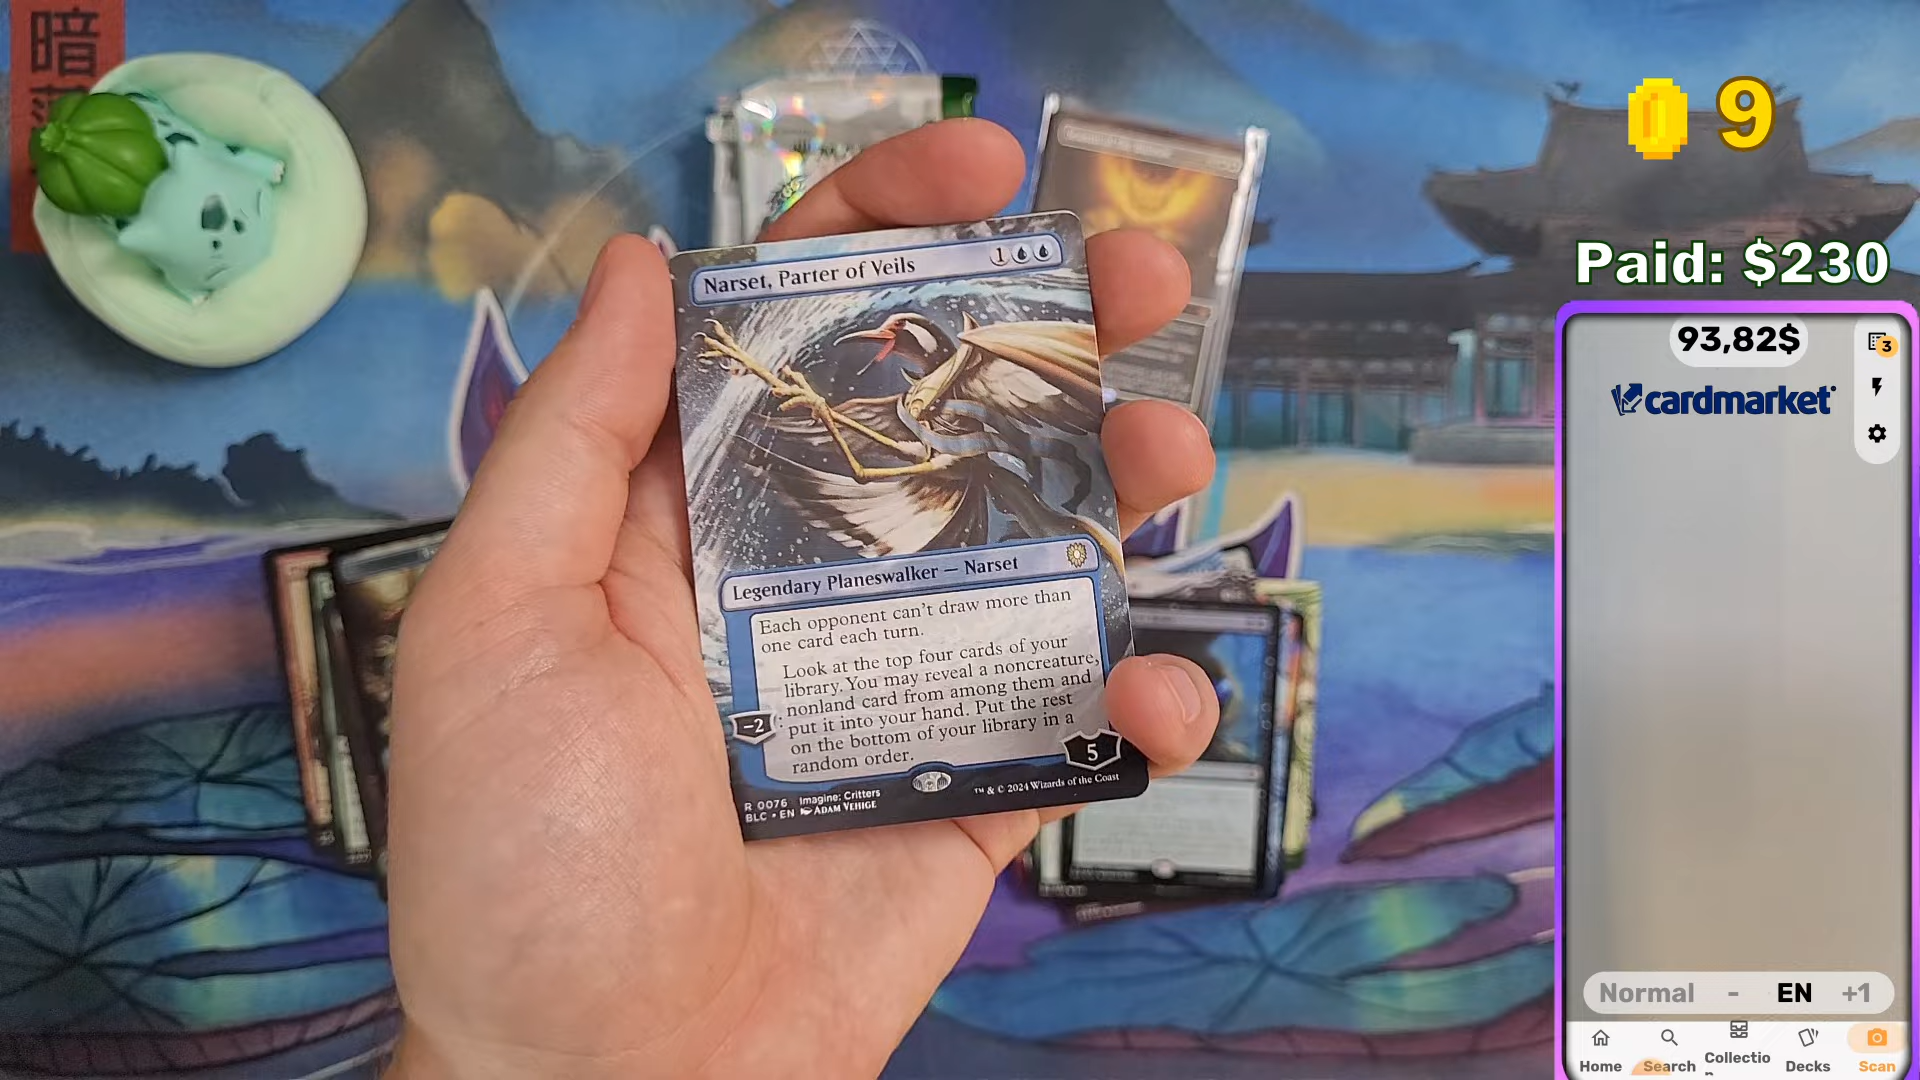 暗
9
Paid: $230
93,82$
3
cardmarket
Narset, Parter of Veils
1
Legendary Planeswalker — Narset
Each opponent can't draw more than
one card each turn.
Look at the top four cards of your
library. You may reveal a noncreature,
nonland card from among them and
−2: put it into your hand. Put the rest
on the bottom of your library in a
random order.
5
R 0076 Imagine: Critters
BLC • EN ADAM VEHIGE
™ & © 2024 Wizards of the Coast
Normal - EN +1
Home Search Collectio
n Decks Scan